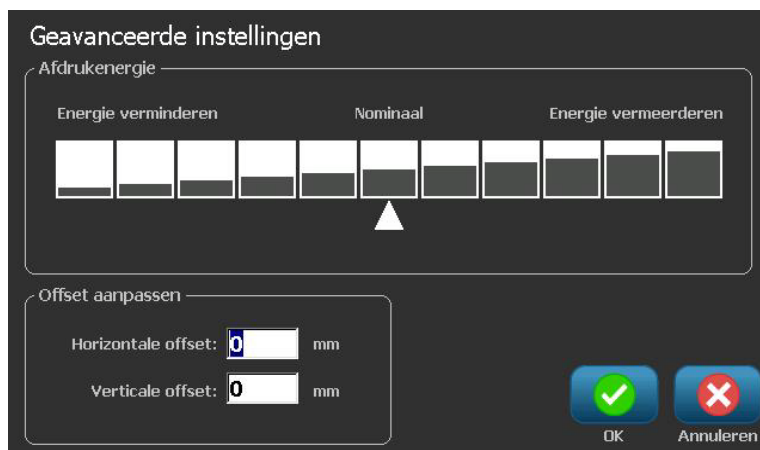 Geavanceerde instellingen
Afdrukenergie
Energie verminderen Nominaal Energie vermeerderen
Offset aanpassen
Horizontale offset: 0 mm
Verticale offset: 0 mm
OK Annuleren